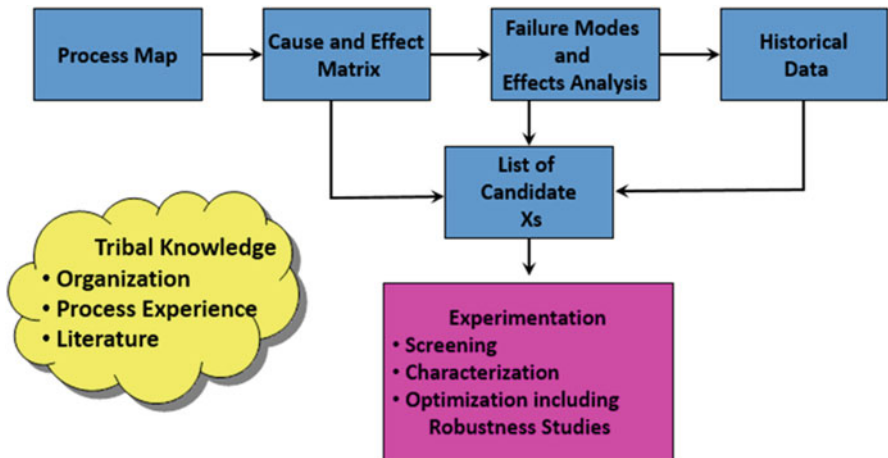 Process Map
Cause and Effect
Matrix
Failure Modes
and
Effects Analysis
Historical
Data
List of
Candidate
Xs
Tribal Knowledge
• Organization
• Process Experience
• Literature
Experimentation
• Screening
• Characterization
• Optimization including
Robustness Studies